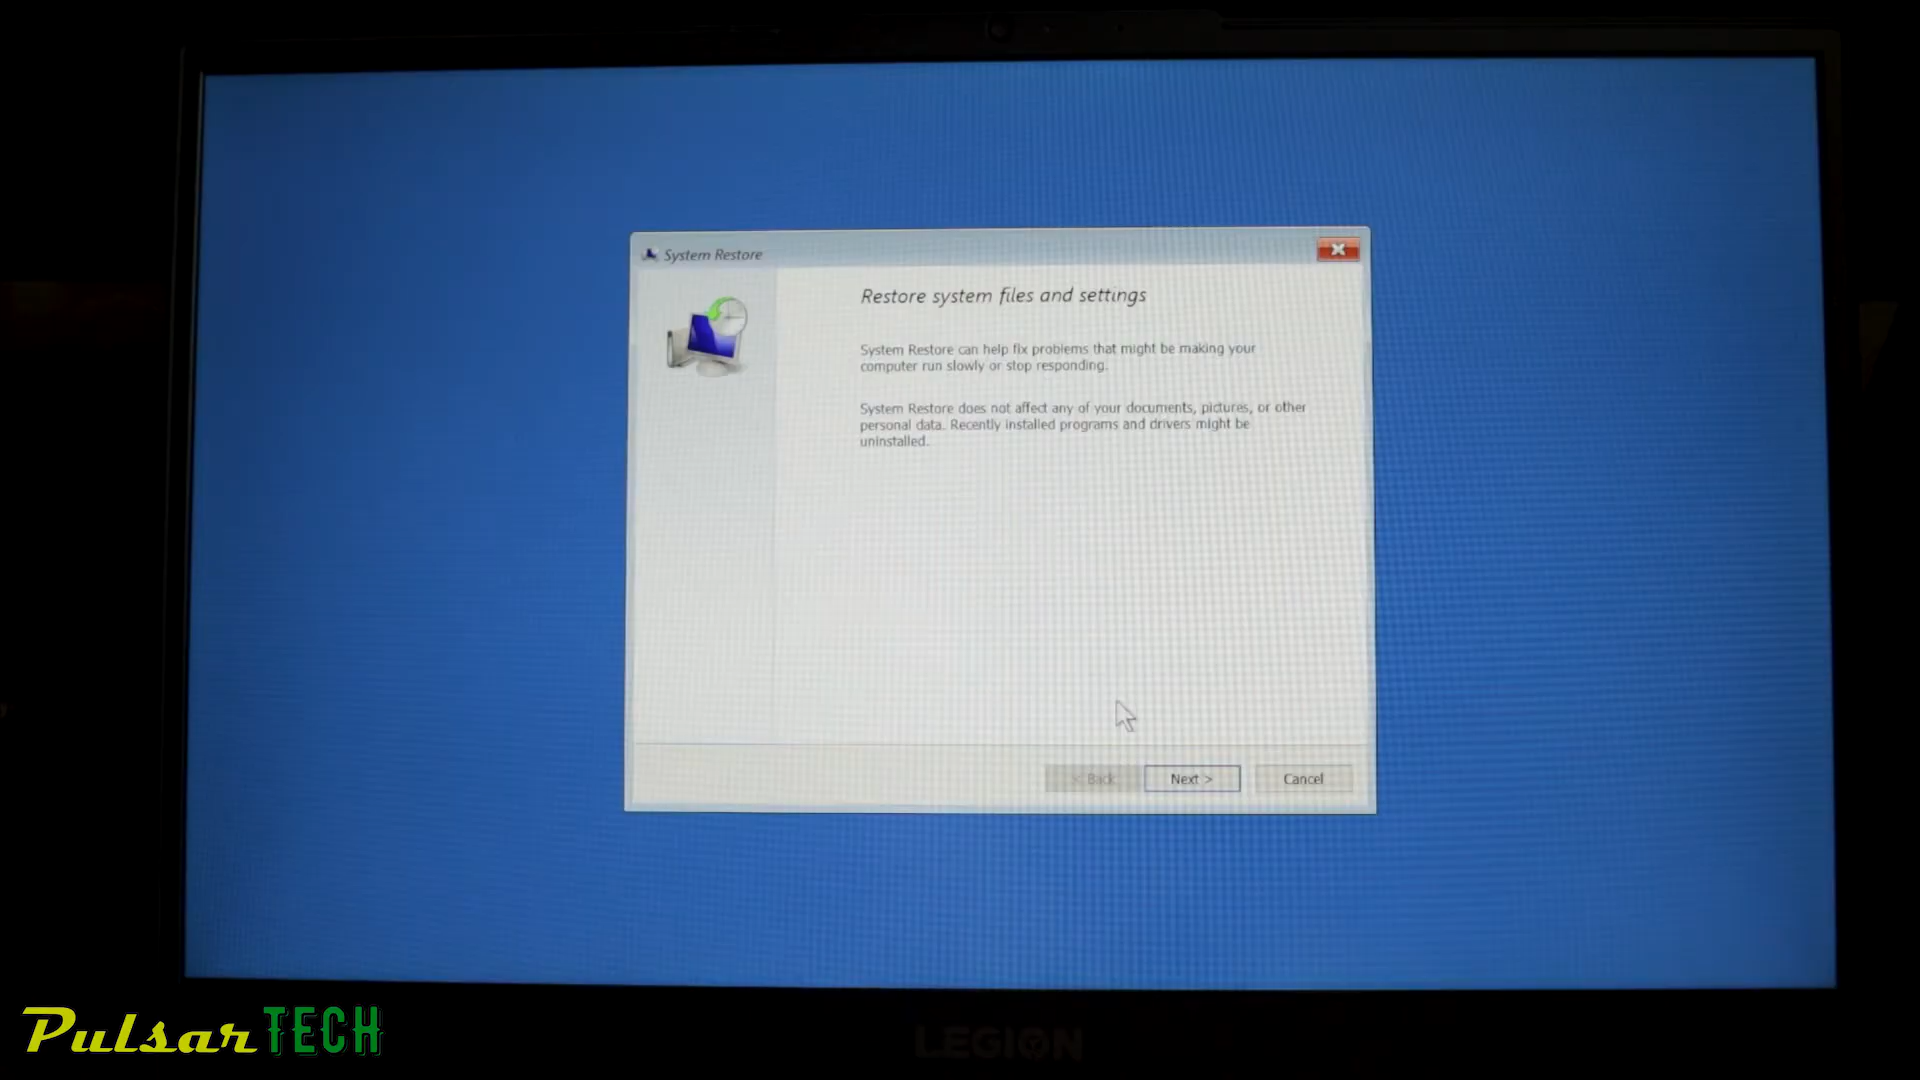 System Restore
Restore system files and settings
System Restore can help fix problems that might be making your
computer run slowly or stop responding.
System Restore does not affect any of your documents, pictures, or other
personal data. Recently installed programs and drivers might be
uninstalled.
< Back
Next >
Cancel
PulsarTECH
LEGION